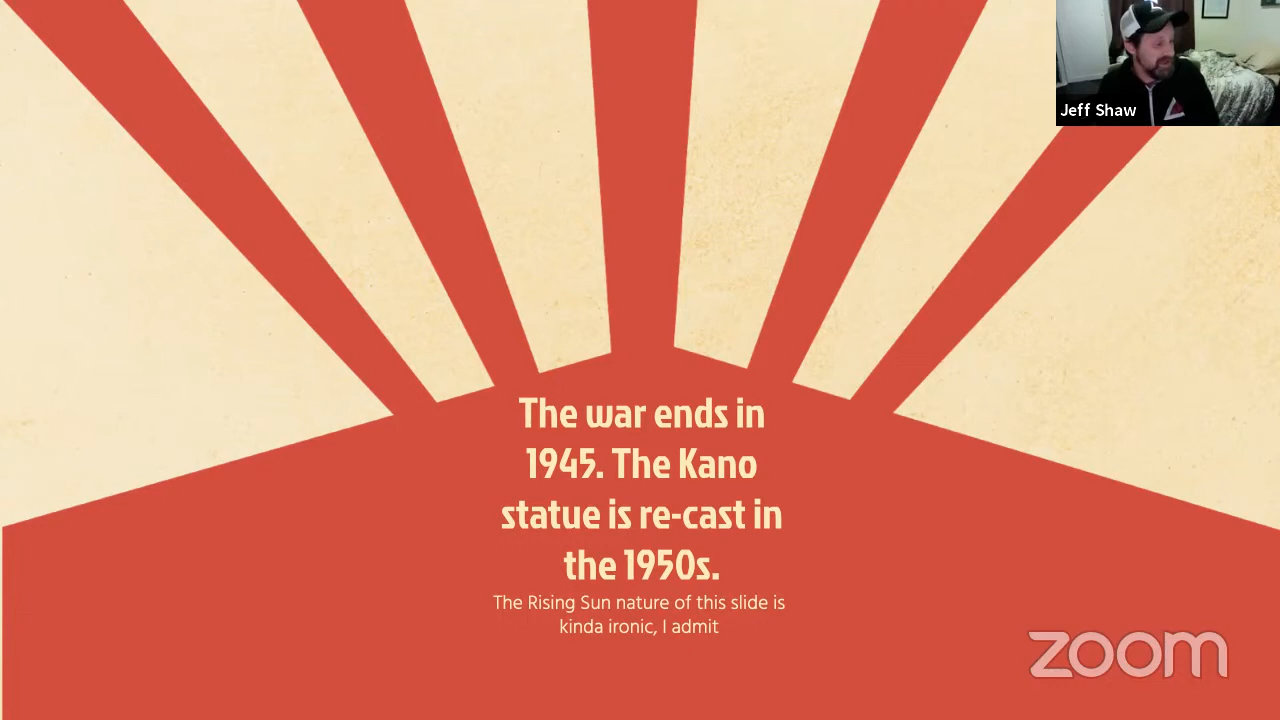 Jeff Shaw
The war ends in
1945. The Kano
statue is re-cast in
the 1950s.
The Rising Sun nature of this slide is
kinda ironic, I admit
zoom